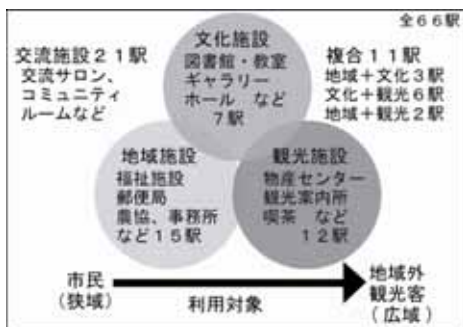 全66駅
文化施設
図書館・教室
ギャラリー
ホール など
7駅
交流施設21駅
交流サロン、
コミュニティ
ルームなど
複合11駅
地域+文化3駅
文化+観光6駅
地域+観光2駅
地域施設
福祉施設
郵便局
農協、事務所
など15駅
観光施設
物産センター
観光案内所
喫茶 など
12駅
市民
(狭域)
利用対象
地域外
観光客
(広域)